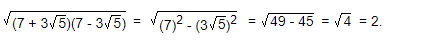 √(7 + 3√5)(7 - 3√5) = √(7)² - (3√5)² = √49 - 45 = √4 = 2.